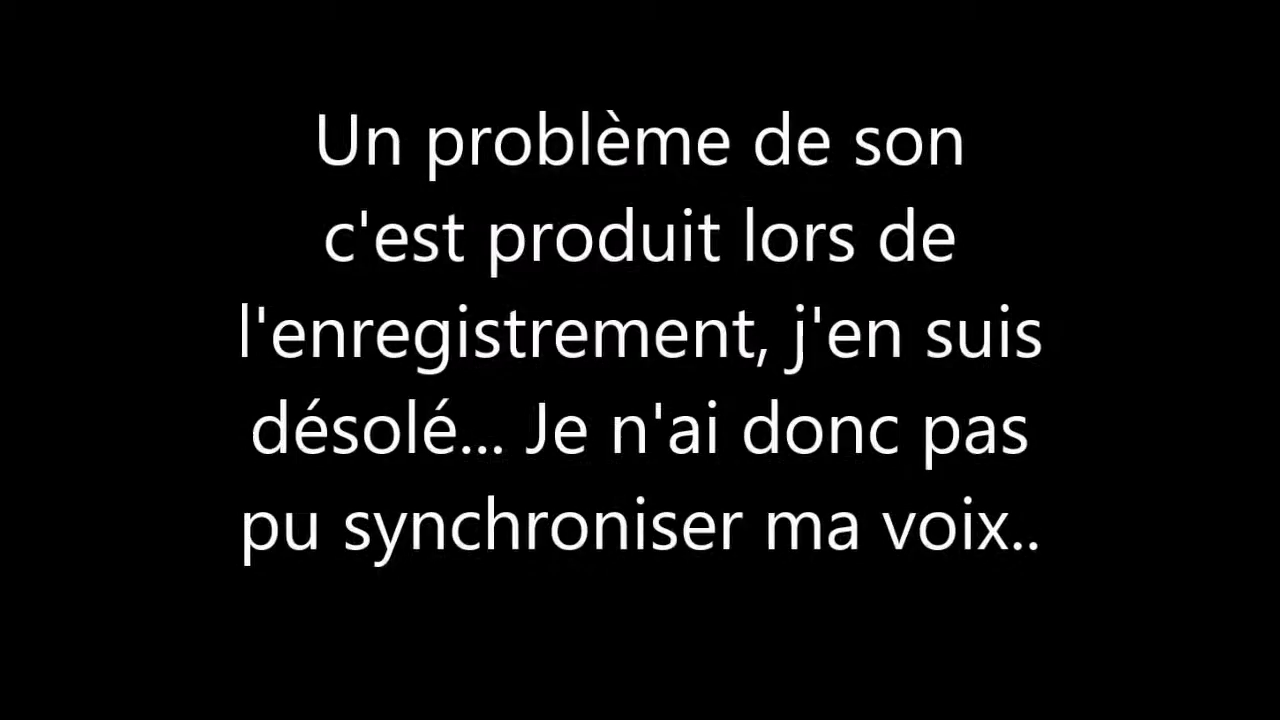 Un problème de son
c'est produit lors de
l'enregistrement, j'en suis
désolé... Je n'ai donc pas
pu synchroniser ma voix..